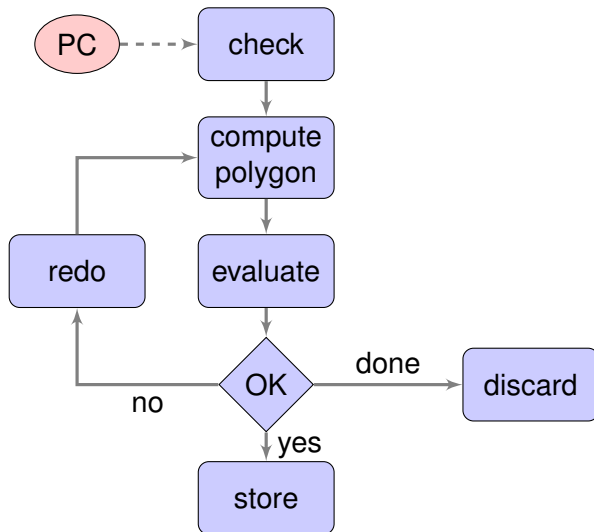 PC
check
compute
polygon
redo
evaluate
OK
done
discard
no
yes
store